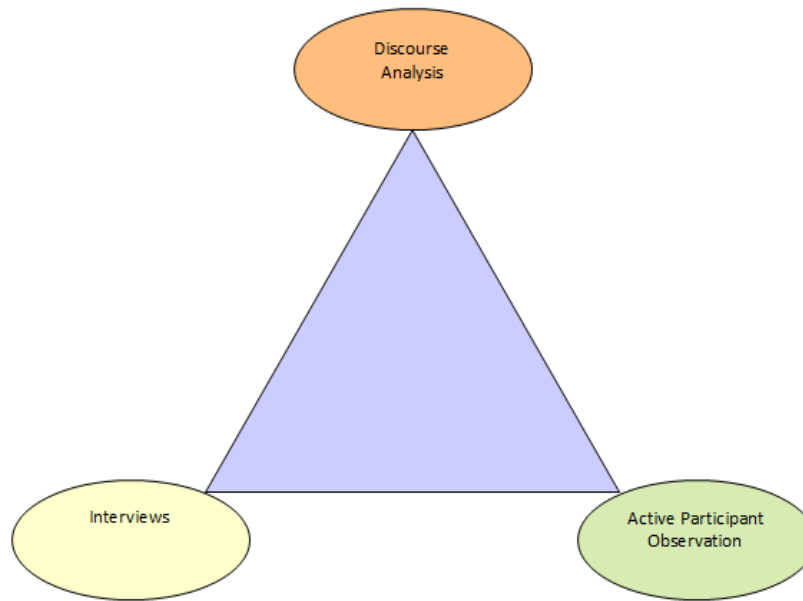 Discourse
Analysis
Interviews
Active Participant
Observation